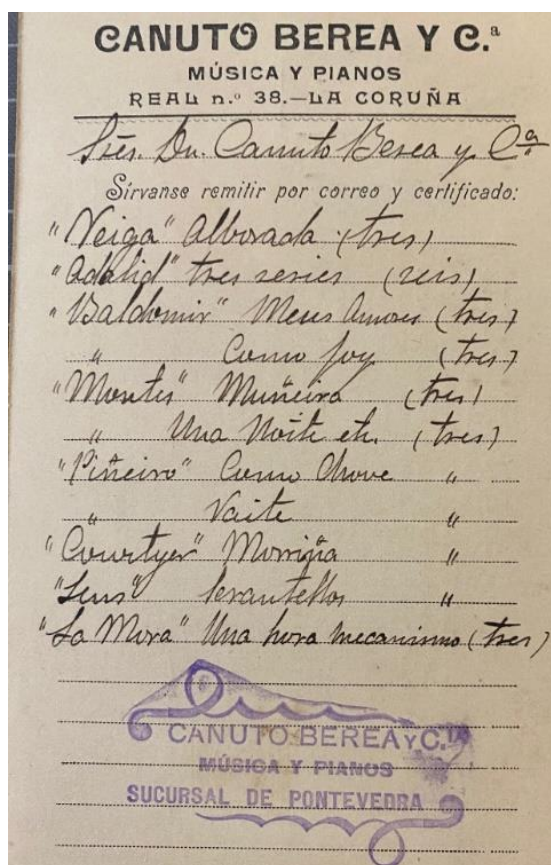 CANUTO BEREA Y C.ª
MÚSICA Y PIANOS
REAL n.º 38.—LA CORUÑA
Sres. Dn. Canuto Berea y Cª
Sírvanse remitir por correo y certificado:
"Veiga" Alborada (tres)
"Adalid" tres series (seis)
"Baldomir" Meus Amores (tres)
" Como foy (tres)
"Montes" Muñeira (tres)
" Una Noite etc. (tres)
"Piñeiro" Como Chove "
" Vaite "
"Courtyer" Morriña "
"Lens" "
"La Mora" Una hora mecanismo (tres)
CANUTO BEREA Y C.ÍA
MÚSICA Y PIANOS
SUCURSAL DE PONTEVEDRA